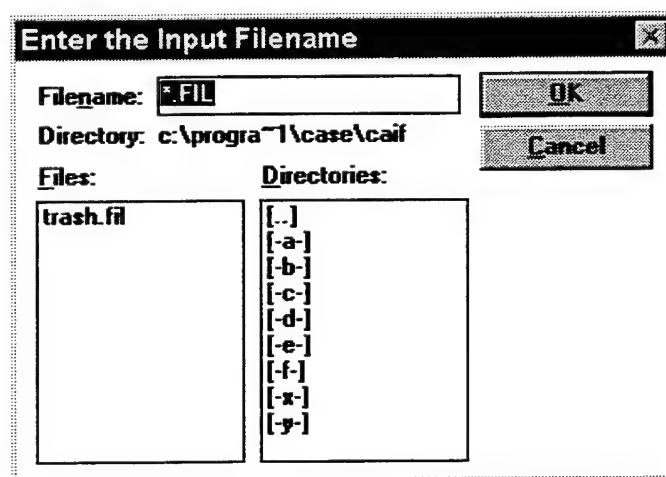 Enter the Input Filename
Filename: *.FIL
OK
Directory: c:\progra~1\case\caif
Cancel
Files:
trash.fil
Directories:
[..]
[-a-]
[-b-]
[-c-]
[-d-]
[-e-]
[-f-]
[-x-]
[-y-]